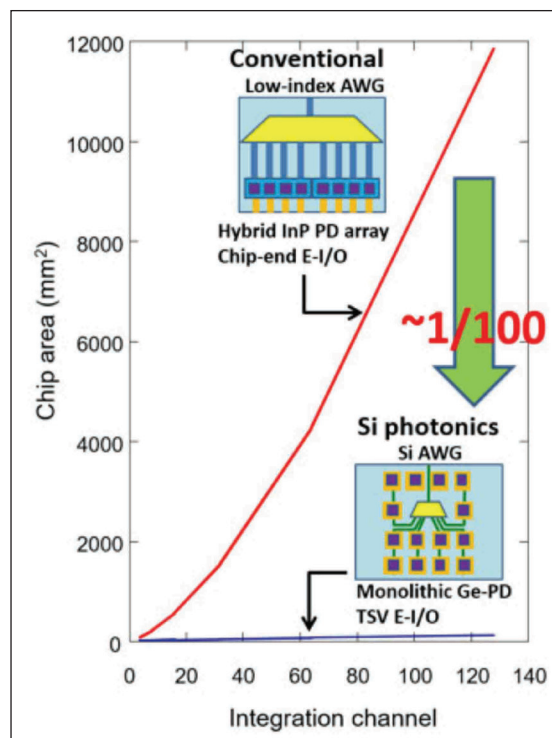 12000
10000
8000
6000
4000
2000
0
Chip area (mm²)
Conventional
Low-index AWG
Hybrid InP PD array
Chip-end E-I/O
~1/100
Si photonics
Si AWG
Monolithic Ge-PD
TSV E-I/O
0 20 40 60 80 100 120 140
Integration channel